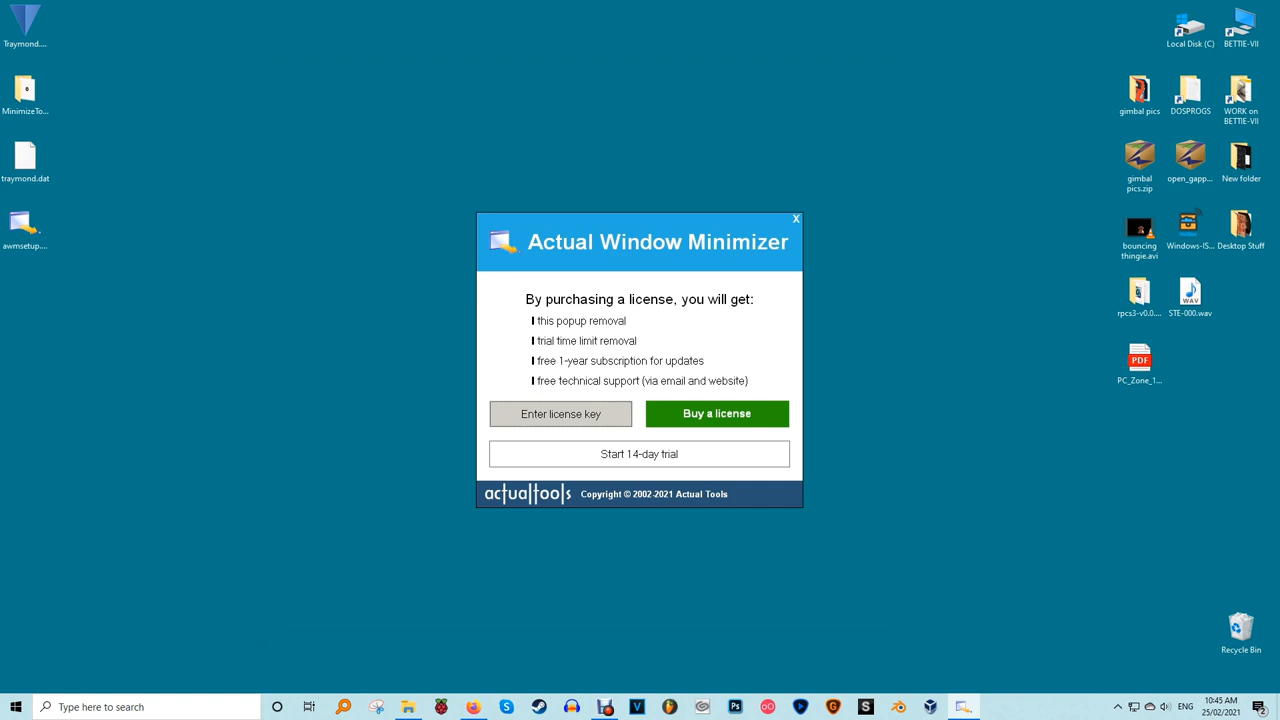 Traymond....
MinimizeTo...
traymond.dat
awmsetup....
Local Disk (C)
BETTIE-VII
gimbal pics
DOSPROGS
WORK on
BETTIE-VII
gimbal
pics.zip
open_gapp...
New folder
bouncing
thingie.avi
Windows-IS...
Desktop Stuff
rpcs3-v0.0....
WAV
STE-000.wav
PDF
PC_Zone_1...
Recycle Bin
X
Actual Window Minimizer
By purchasing a license, you will get:
this popup removal
trial time limit removal
free 1-year subscription for updates
free technical support (via email and website)
Enter license key
Buy a license
Start 14-day trial
actualtools
Copyright © 2002-2021 Actual Tools
Type here to search
ENG
10:45 AM
25/02/2021
2